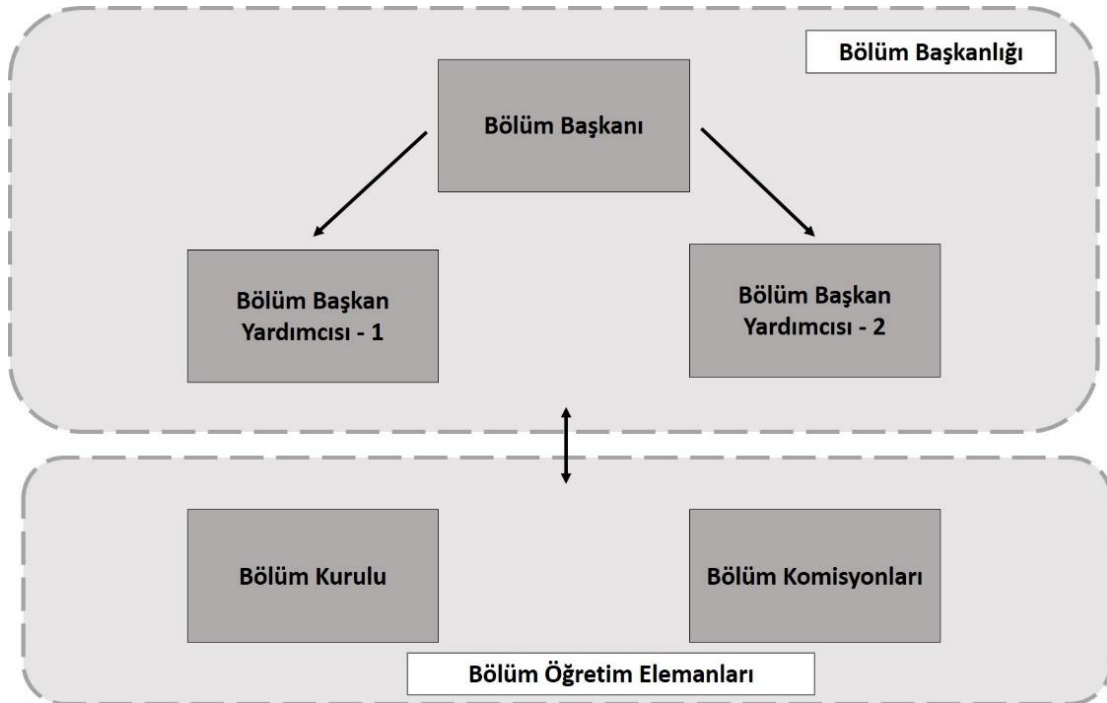 Bölüm Başkanlığı
Bölüm Başkanı
Bölüm Başkan
Yardımcısı - 1
Bölüm Başkan
Yardımcısı - 2
Bölüm Kurulu
Bölüm Komisyonları
Bölüm Öğretim Elemanları